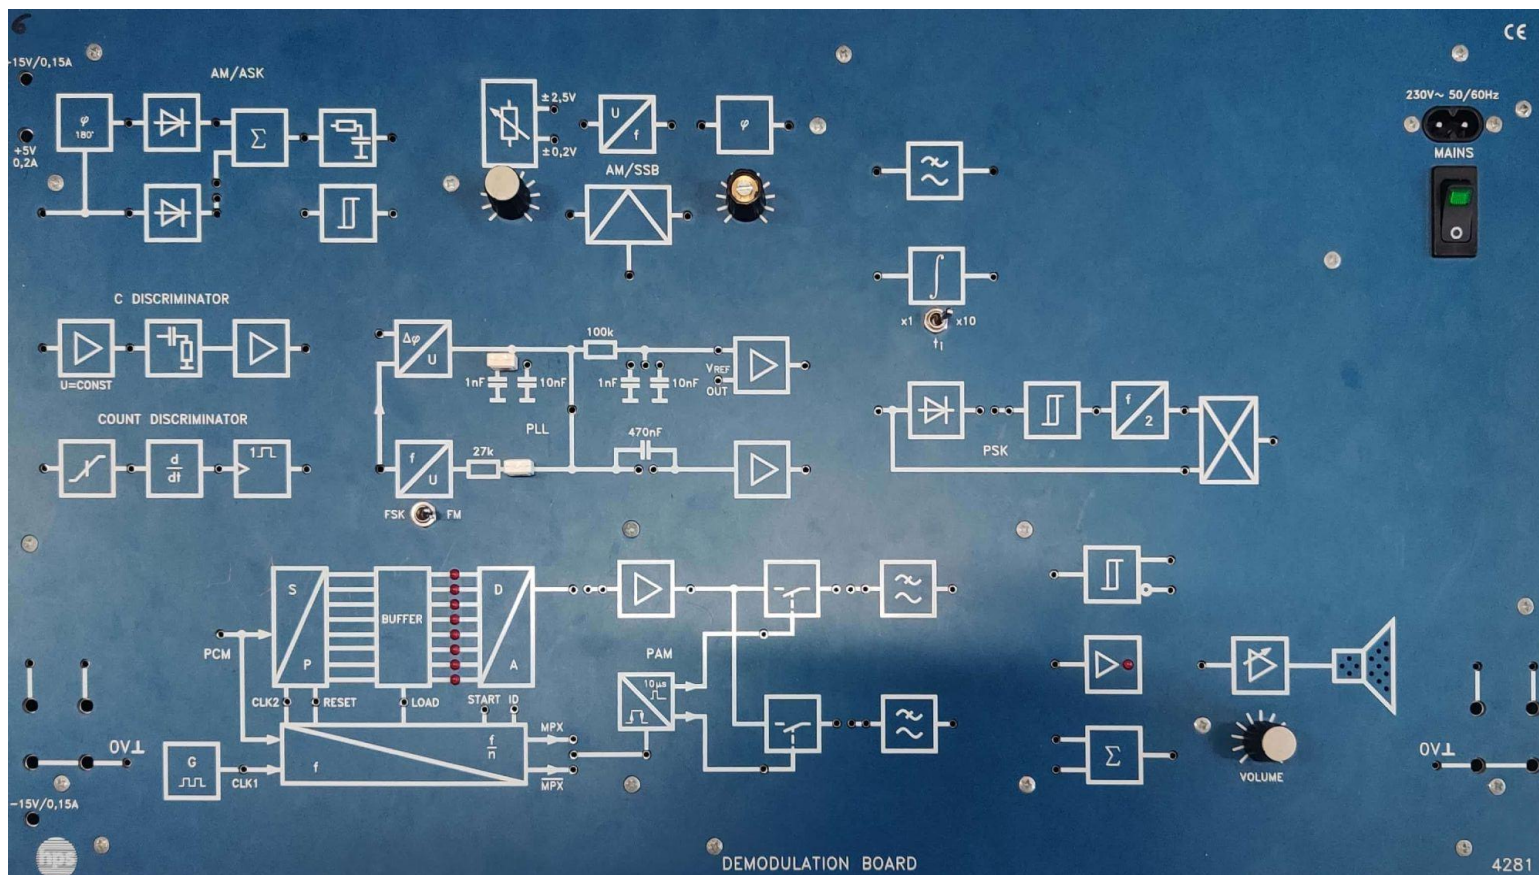 6
-15V/0,15A
AM/ASK
CE
φ
180°
Σ
±2,5V
±0,2V
U
f
φ
230V~ 50/60Hz
MAINS
+5V
0,2A
AM/SSB
∫
x1
x10
t1
C DISCRIMINATOR
U=CONST
Δφ
U
100k
1nF
10nF
1nF
10nF
VREF
OUT
COUNT DISCRIMINATOR
d
dt
1
f
U
27k
PLL
470nF
FSK
FM
f
2
PSK
S
P
BUFFER
D
A
PCM
CLK2
RESET
LOAD
START ID
PAM
10µs
MPX
MPX
G
CLK1
f
f
n
0V⊥
-15V/0,15A
Σ
VOLUME
0V⊥
hps
DEMODULATION BOARD
4281